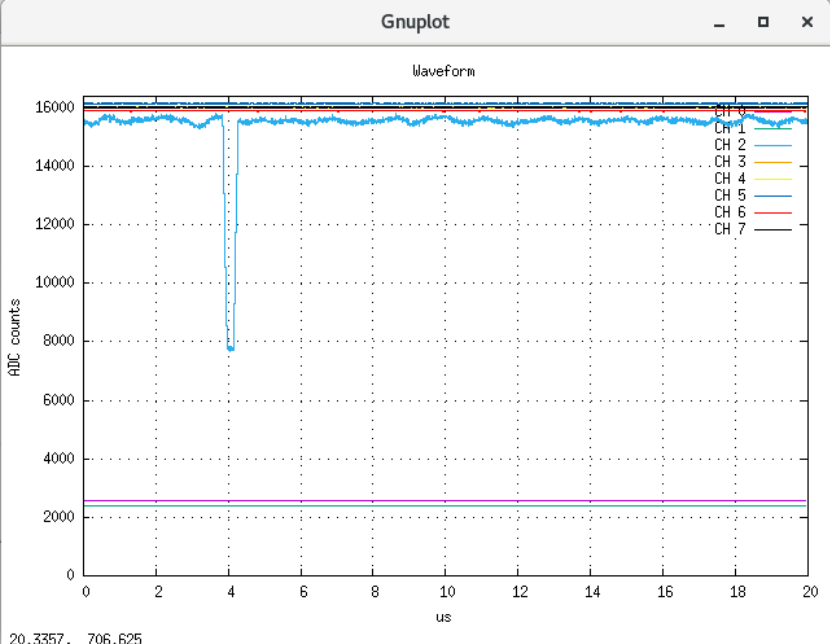 Gnuplot
Waveform
16000
14000
12000
10000
8000
6000
4000
2000
0
ADC counts
CH 0
CH 1
CH 2
CH 3
CH 4
CH 5
CH 6
CH 7
0 2 4 6 8 10 12 14 16 18 20
us
20.3357, 706.625